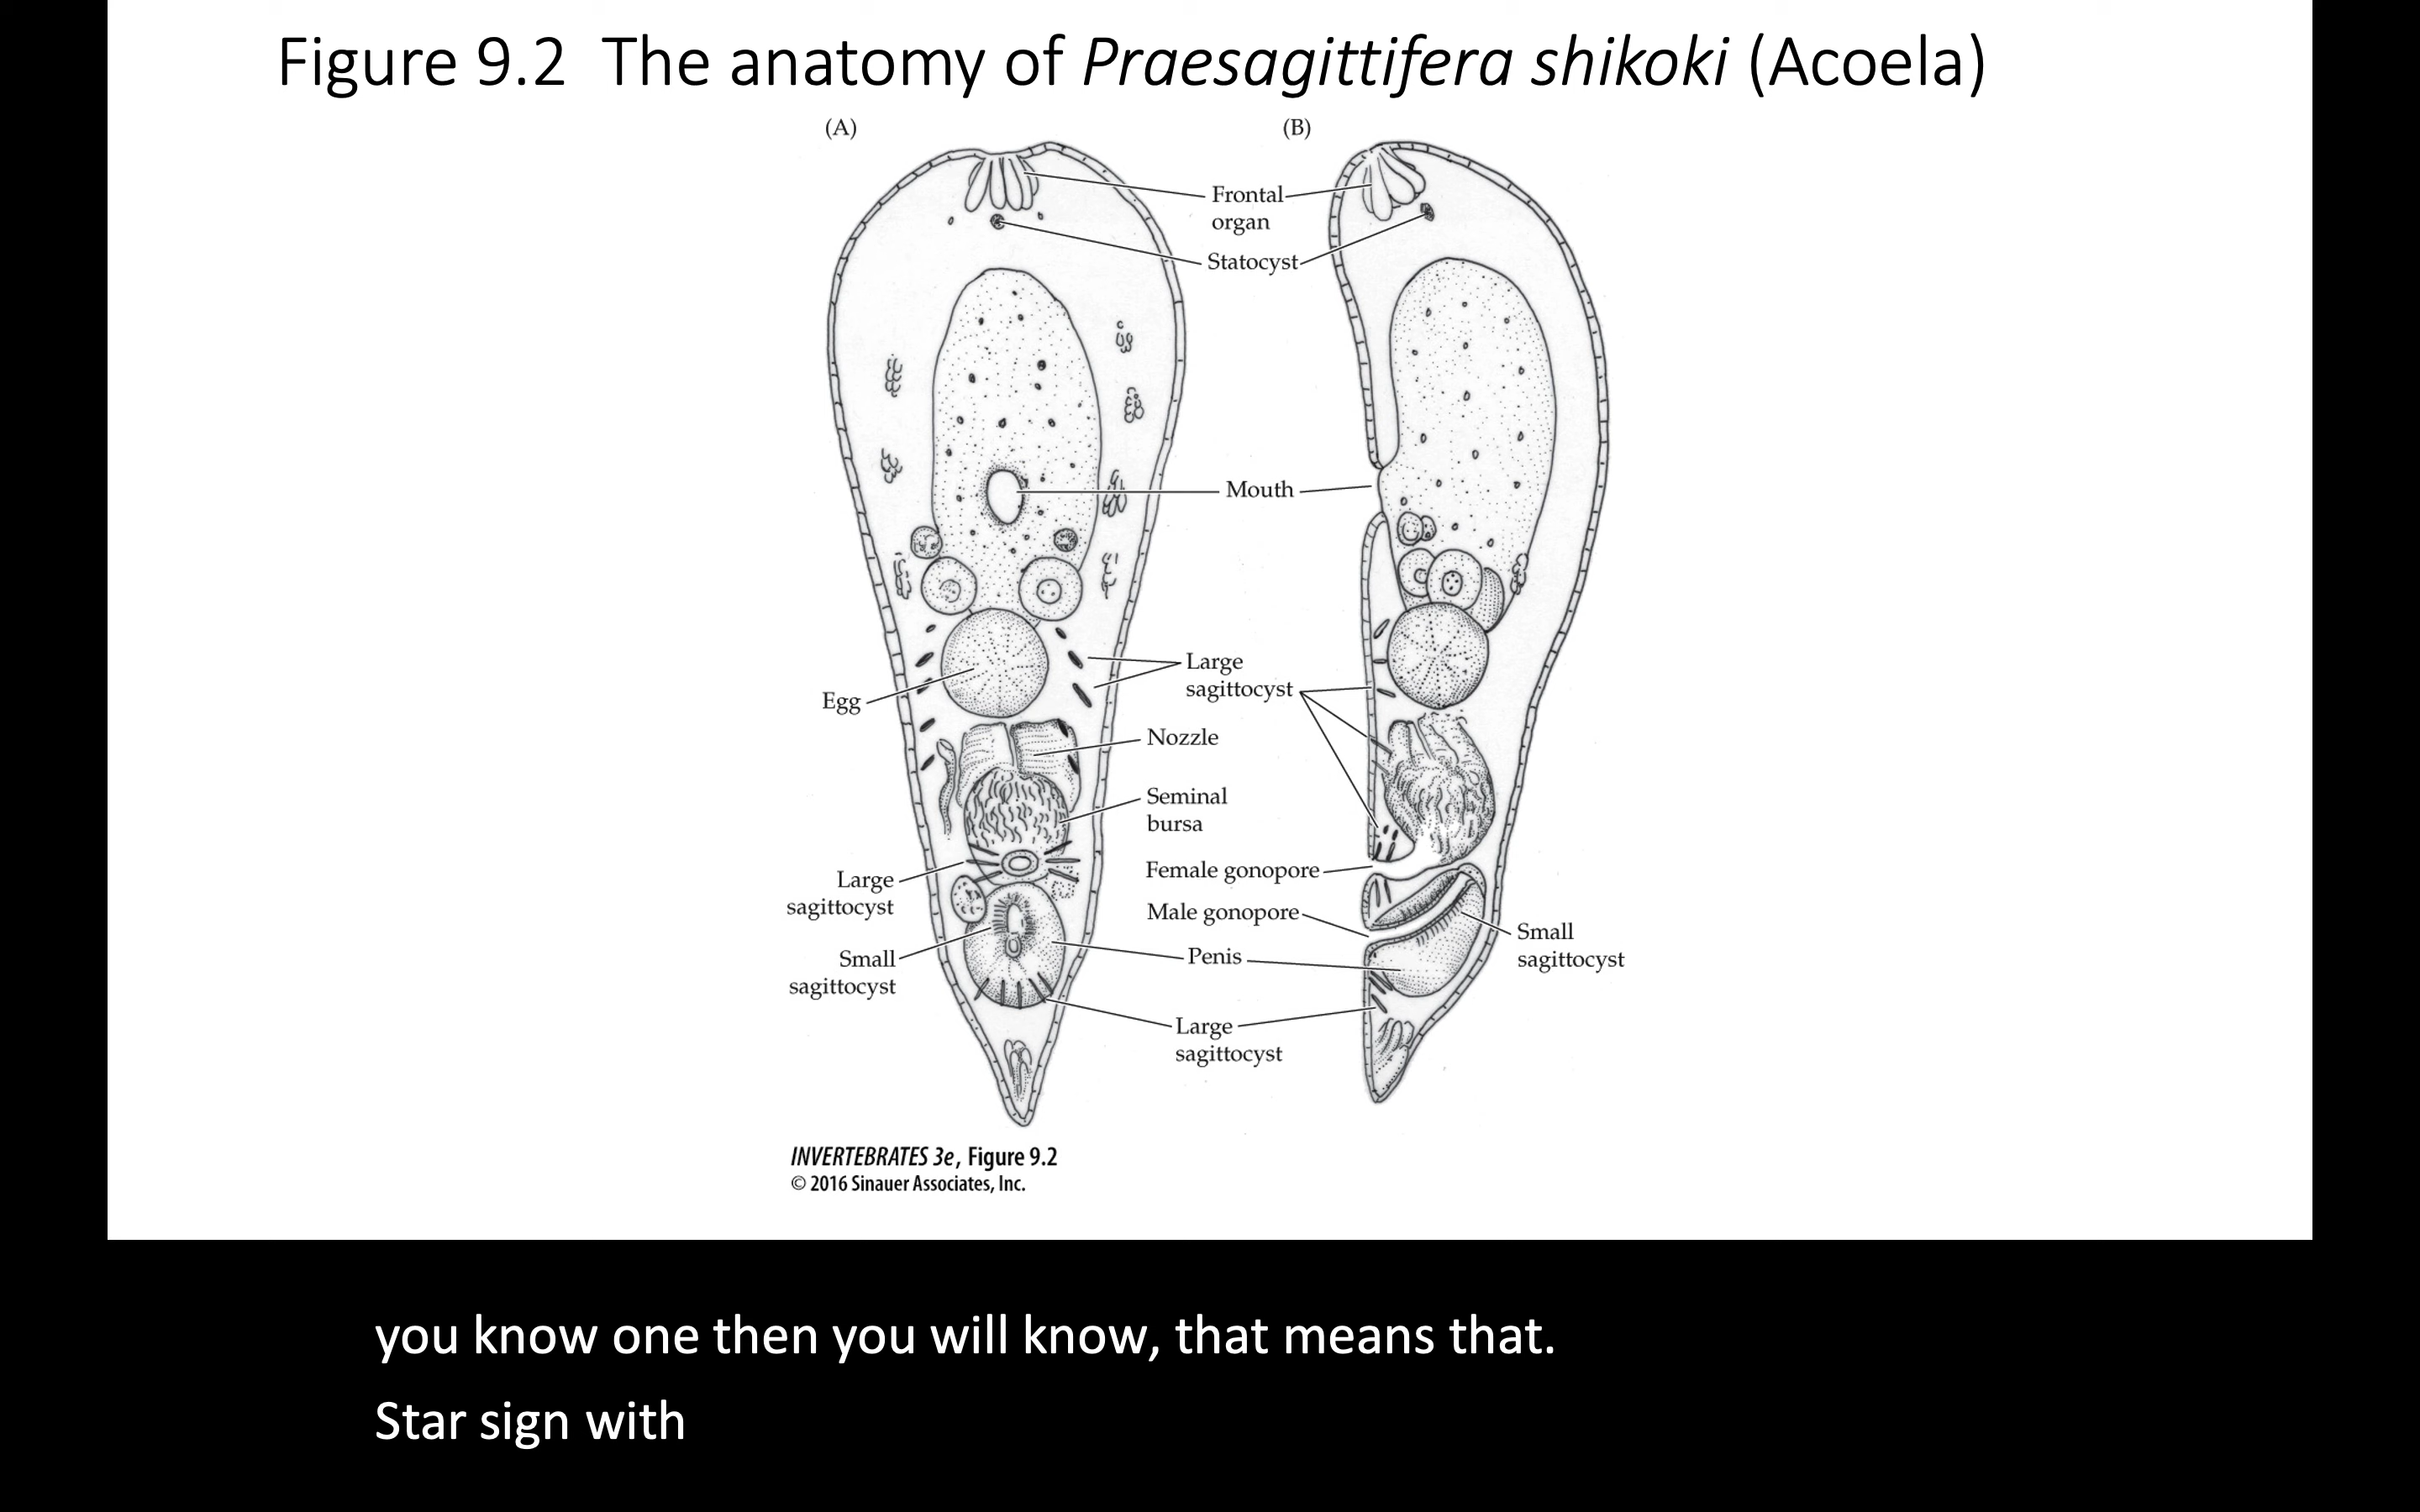 Figure 9.2  The anatomy of Praesagittifera shikoki (Acoela)
(A)
(B)
Frontal
organ
Statocyst
Mouth
Large
sagittocyst
Egg
Nozzle
Seminal
bursa
Female gonopore
Large
sagittocyst
Male gonopore
Small
sagittocyst
Penis
Small
sagittocyst
Large
sagittocyst
INVERTEBRATES 3e, Figure 9.2
© 2016 Sinauer Associates, Inc.
you know one then you will know, that means that.
Star sign with